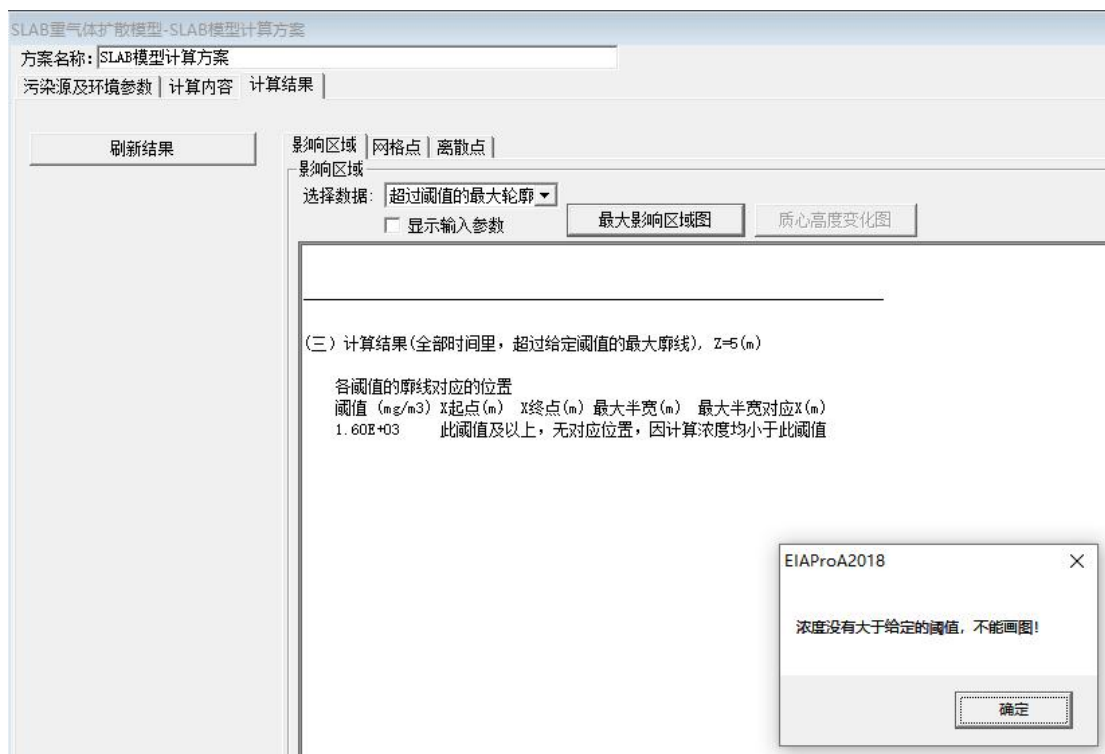 SLAB重气体扩散模型-SLAB模型计算方案
方案名称: SLAB模型计算方案
污染源及环境参数 计算内容 计算结果
刷新结果
影响区域 网格点 离散点
影响区域
选择数据: 超过阈值的最大轮廓
显示输入参数
最大影响区域图
质心高度变化图
(三) 计算结果(全部时间里，超过给定阈值的最大廓线), Z=5(m)
各阈值的廓线对应的位置
阈值 (mg/m3) X起点(m) X终点(m) 最大半宽(m) 最大半宽对应X(m)
1.60E+03 此阈值及以上，无对应位置，因计算浓度均小于此阈值
EIAProA2018
浓度没有大于给定的阈值, 不能画图!
确定